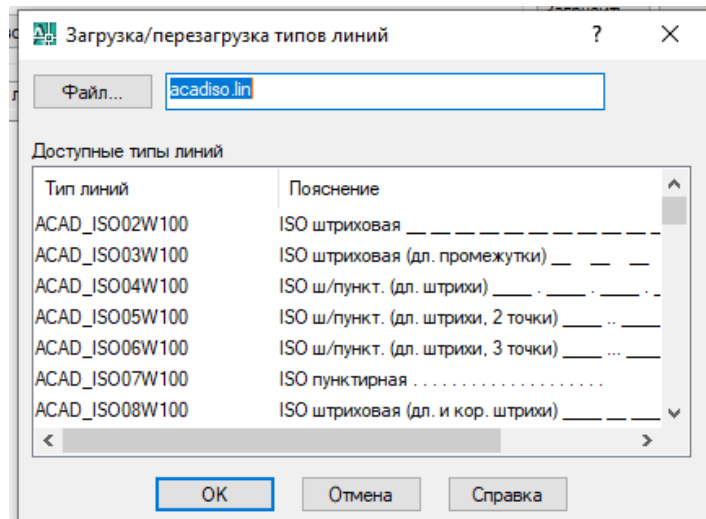 Загрузка/перезагрузка типов линий ?
Файл... acadiso.lin
Доступные типы линий
Тип линий Пояснение
ACAD_ISO02W100 ISO штриховая __ __ __ __ __ __ __ __ __ __ _
ACAD_ISO03W100 ISO штриховая (дл. промежутки) __ __ __
ACAD_ISO04W100 ISO ш/пункт. (дл. штрихи) ____ . ____ . ____ . _
ACAD_ISO05W100 ISO ш/пункт. (дл. штрихи, 2 точки) ____ .. ____
ACAD_ISO06W100 ISO ш/пункт. (дл. штрихи, 3 точки) ____ ... ____
ACAD_ISO07W100 ISO пунктирная . . . . . . . . . . . . . . . . . . . .
ACAD_ISO08W100 ISO штриховая (дл. и кор. штрихи) ____ __ ____
OK Отмена Справка